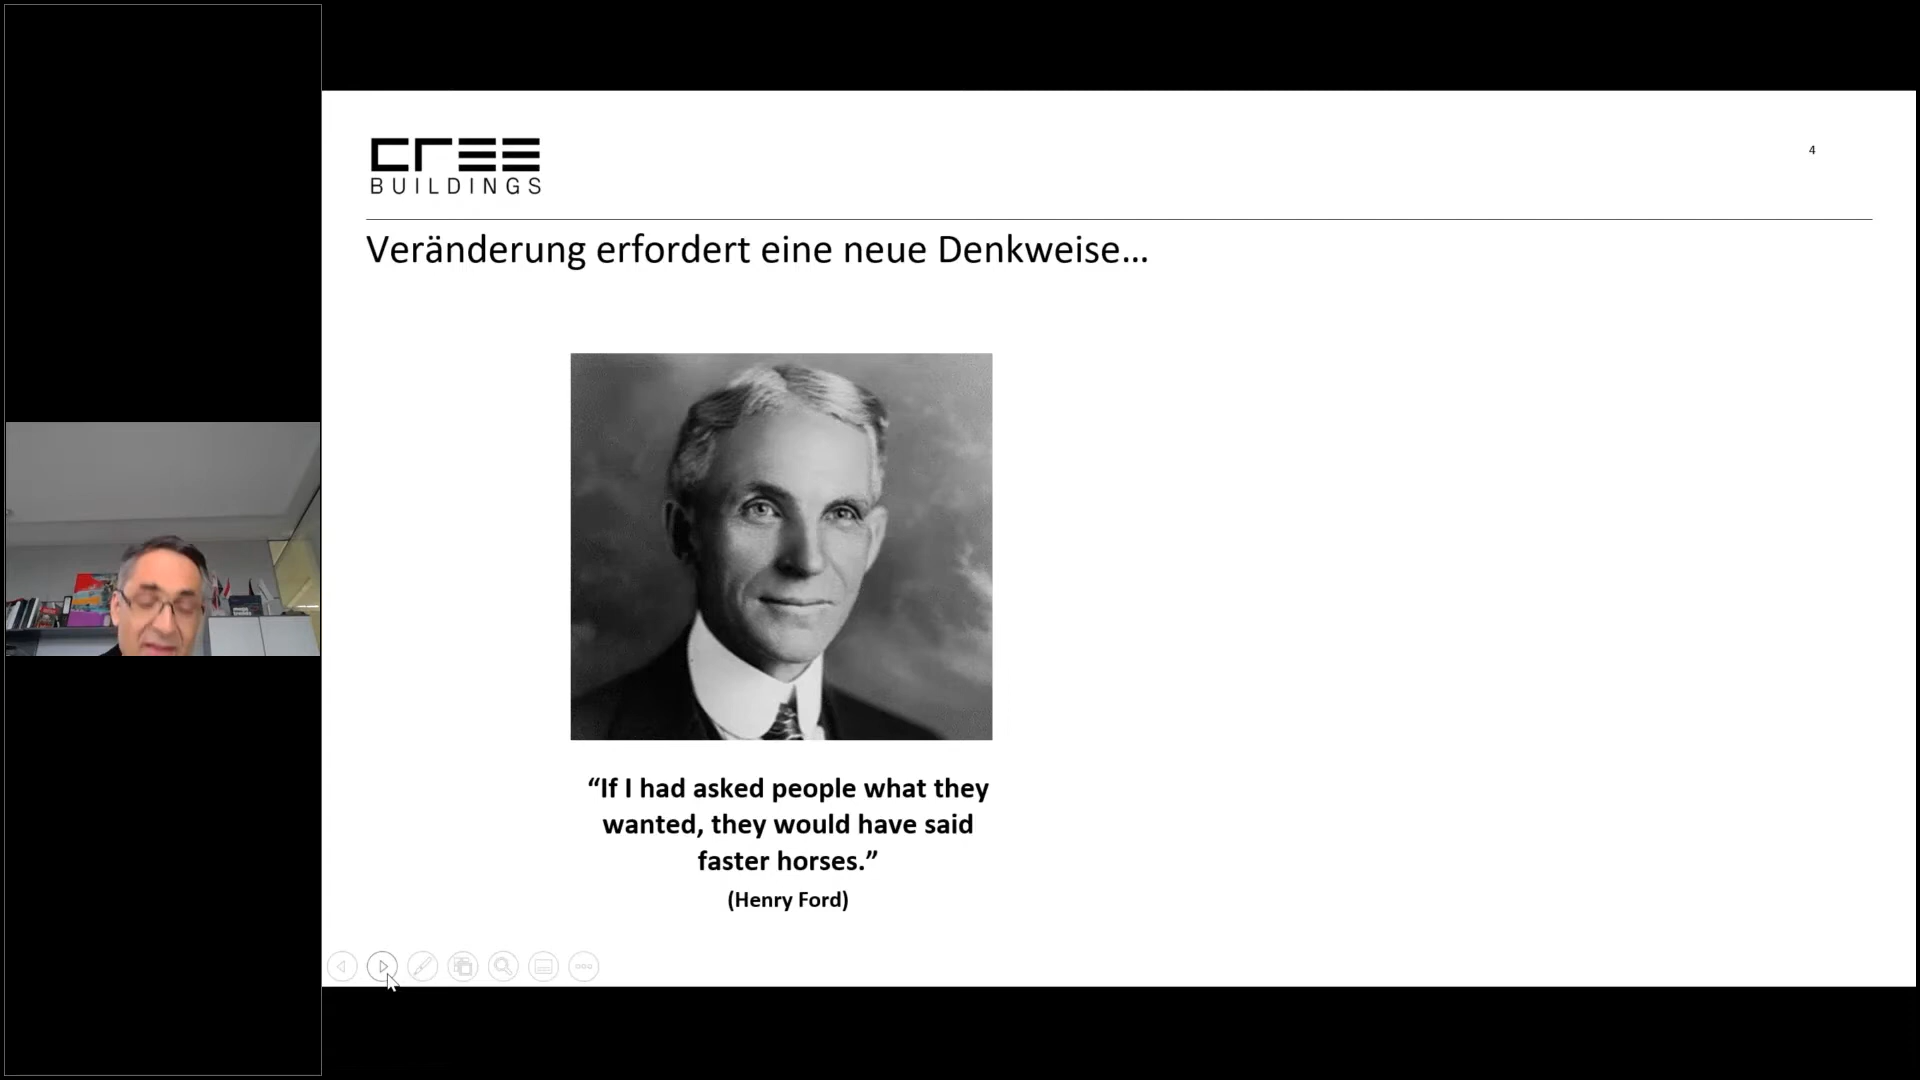 cree
BUILDINGS
4
Veränderung erfordert eine neue Denkweise...
“If I had asked people what they
wanted, they would have said
faster horses.”
(Henry Ford)